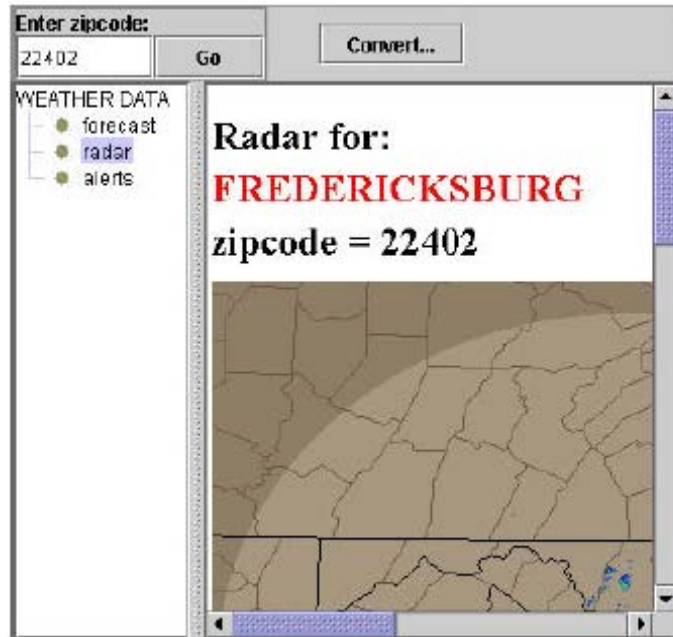 Enter zipcode:
22402 Go Convert...
WEATHER DATA
forecast
radar
alerts
Radar for:
FREDERICKSBURG
zipcode = 22402